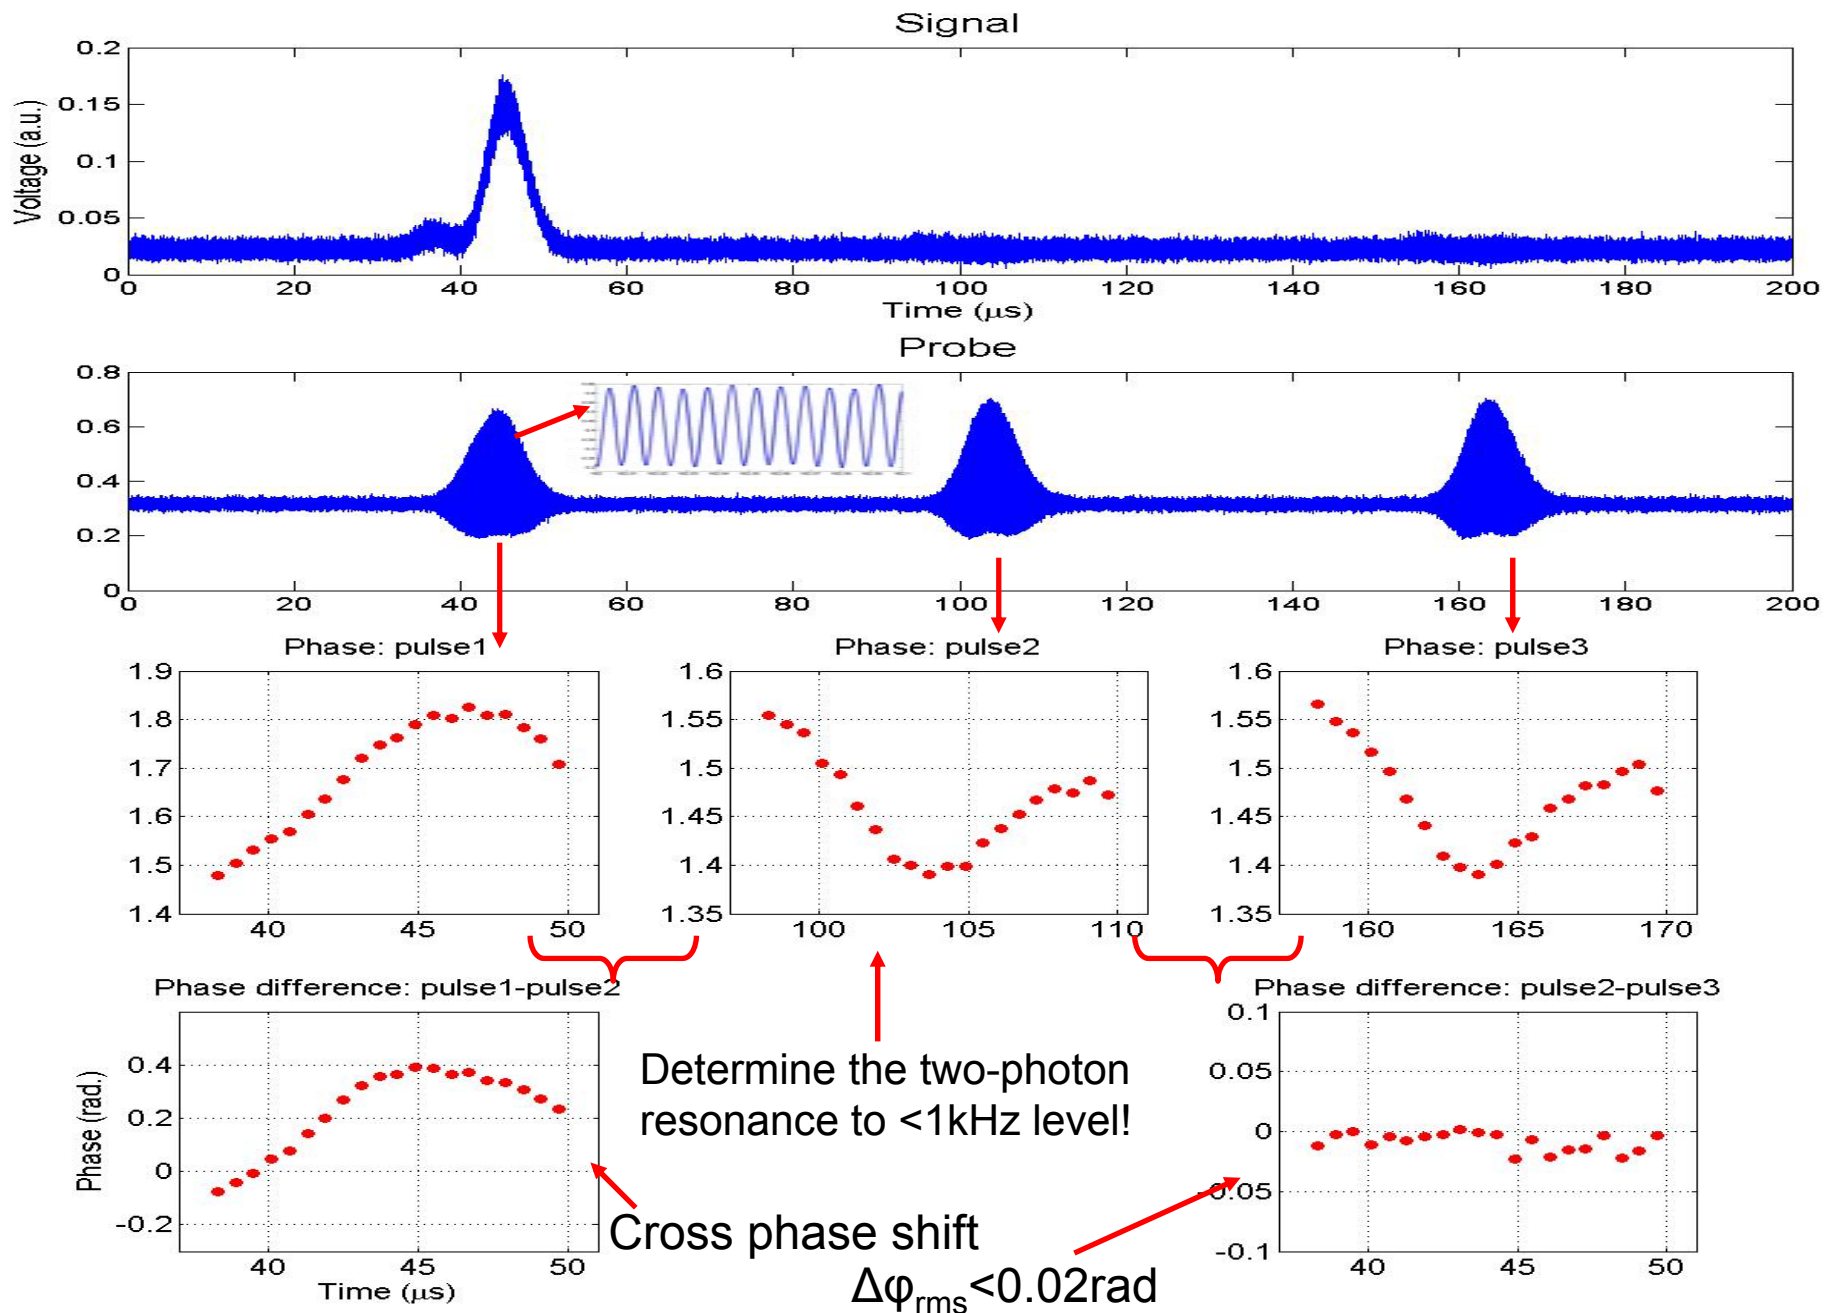 Signal
0.2
0.15
0.1
0.05
0
Voltage (a.u.)
0 20 40 60 80 100 120 140 160 180 200
Time (μs)
Probe
0.8
0.6
0.4
0.2
0
0 20 40 60 80 100 120 140 160 180 200
Phase: pulse1
1.9
1.8
1.7
1.6
1.5
1.4
40 45 50
Phase: pulse2
1.6
1.55
1.5
1.45
1.4
1.35
100 105 110
Phase: pulse3
1.6
1.55
1.5
1.45
1.4
1.35
160 165 170
Phase difference: pulse1-pulse2
0.4
0.2
0
-0.2
Phase (rad.)
40 45 50
Time (μs)
Determine the two-photon
resonance to <1kHz level!
Cross phase shift
Δφrms<0.02rad
Phase difference: pulse2-pulse3
0.1
0.05
0
-0.05
-0.1
40 45 50